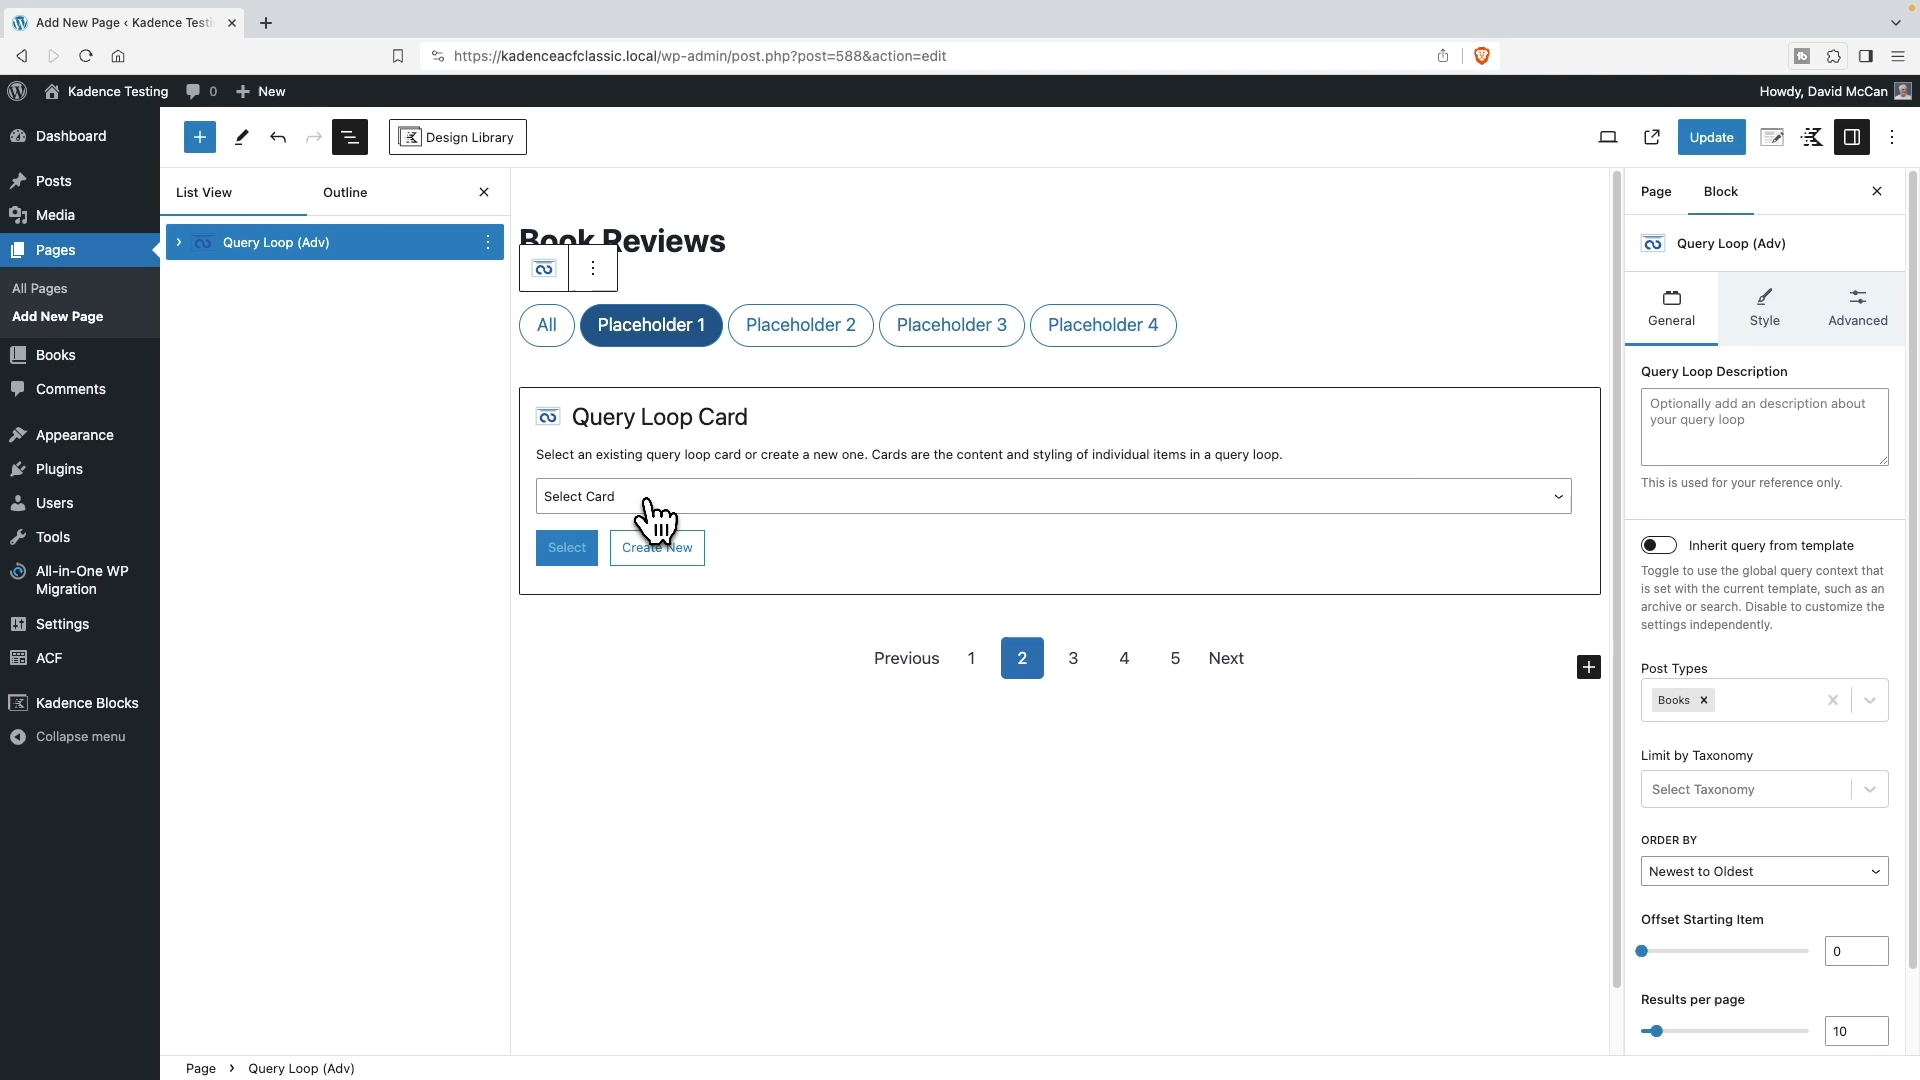 Add New Page ‹ Kadence Testi
https://kadenceacfclassic.local/wp-admin/post.php?post=588&action=edit
Kadence Testing
0
New
Howdy, David McCan
Dashboard
Posts
Media
Pages
All Pages
Add New Page
Books
Comments
Appearance
Plugins
Users
Tools
All-in-One WP
Migration
Settings
ACF
Kadence Blocks
Collapse menu
Design Library
Update
List View
Outline
Query Loop (Adv)
Book Reviews
All
Placeholder 1
Placeholder 2
Placeholder 3
Placeholder 4
Query Loop Card
Select an existing query loop card or create a new one. Cards are the content and styling of individual items in a query loop.
Select Card
Select
Create New
Previous
1
2
3
4
5
Next
Page
Block
Query Loop (Adv)
General
Style
Advanced
Query Loop Description
Optionally add an description about
your query loop
This is used for your reference only.
Inherit query from template
Toggle to use the global query context that
is set with the current template, such as an
archive or search. Disable to customize the
settings independently.
Post Types
Books
Limit by Taxonomy
Select Taxonomy
ORDER BY
Newest to Oldest
Offset Starting Item
0
Results per page
10
Page
Query Loop (Adv)